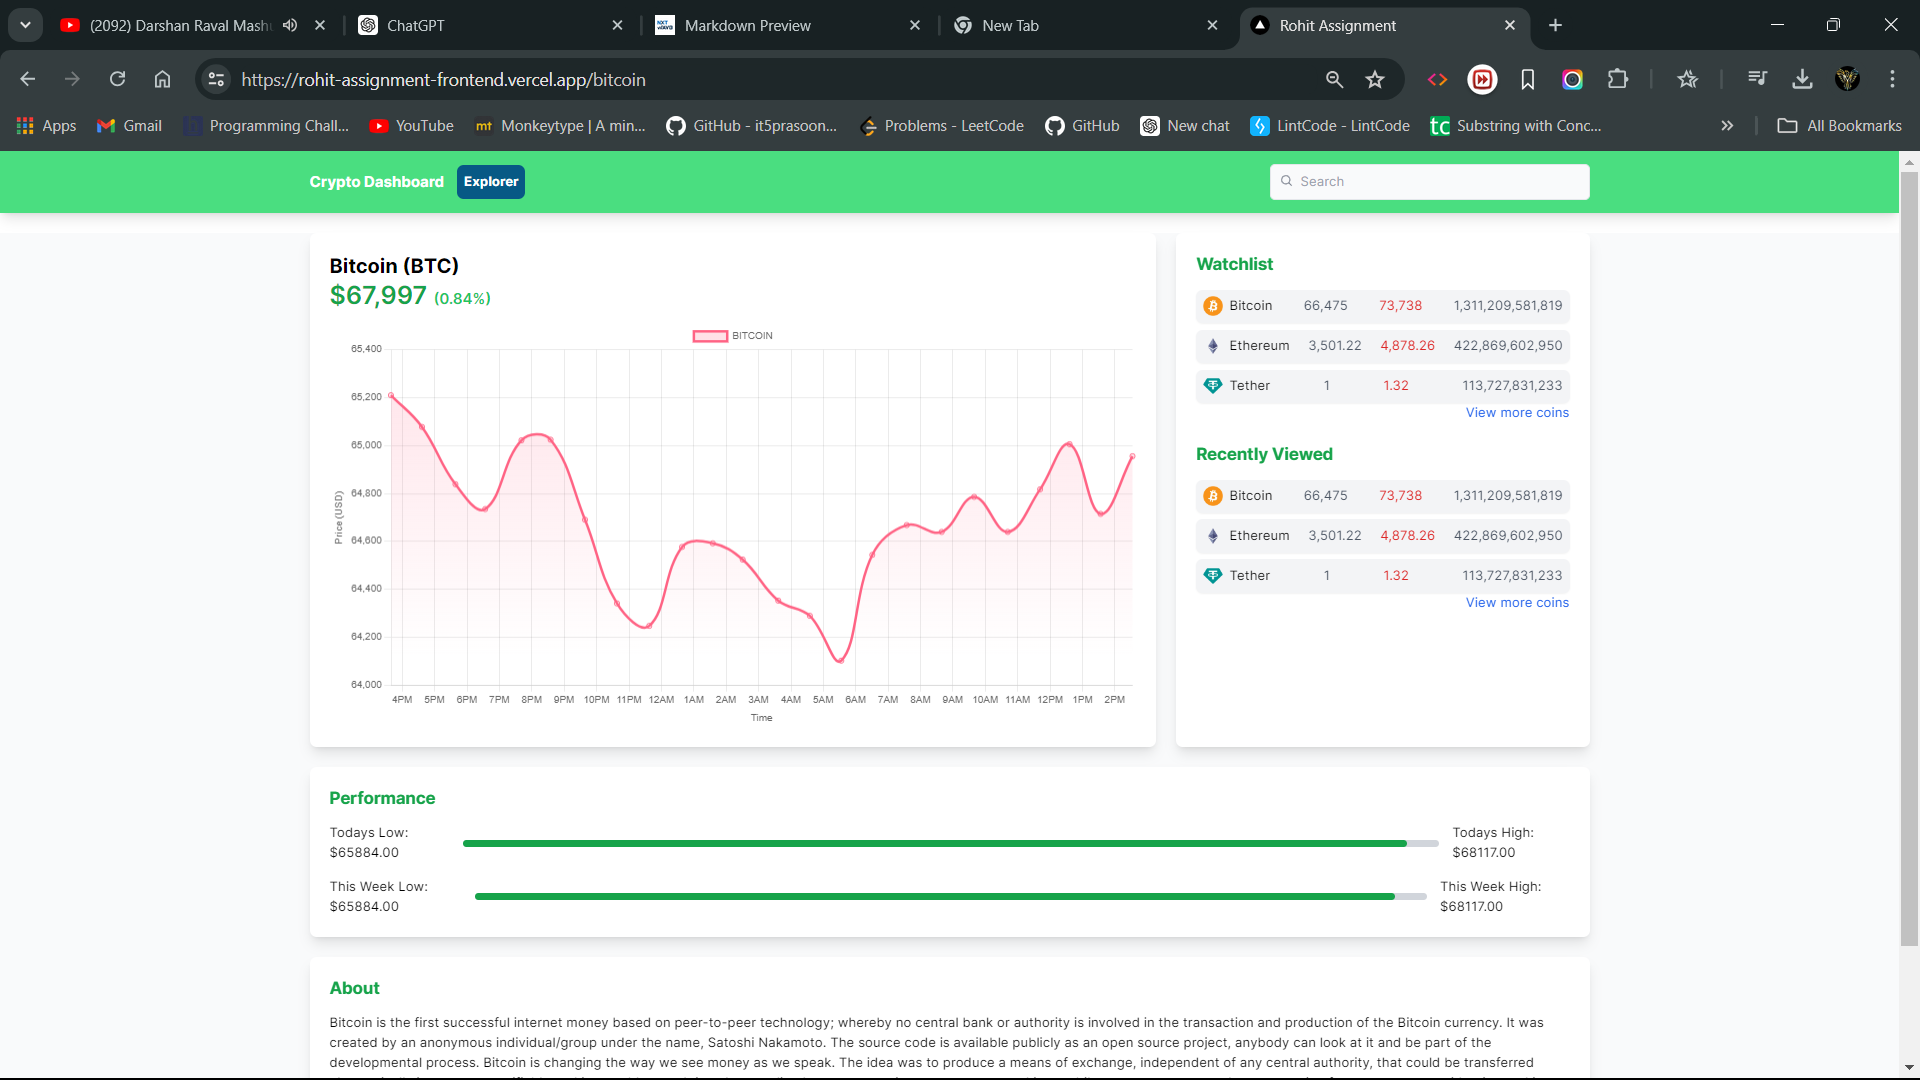 (2092) Darshan Raval Mashu
ChatGPT
Markdown Preview
New Tab
Rohit Assignment
https://rohit-assignment-frontend.vercel.app/bitcoin
Apps
Gmail
Programming Chall...
YouTube
mt Monkeytype | A min...
GitHub - it5prasoon...
Problems - LeetCode
GitHub
New chat
LintCode - LintCode
tc Substring with Conc...
All Bookmarks
Crypto Dashboard
Explorer
Search
Bitcoin (BTC)
$67,997 (0.84%)
BITCOIN
65,400
65,200
65,000
64,800
64,600
64,400
64,200
64,000
Price (USD)
4PM 5PM 6PM 7PM 8PM 9PM 10PM 11PM 12AM 1AM 2AM 3AM 4AM 5AM 6AM 7AM 8AM 9AM 10AM 11AM 12PM 1PM 2PM
Time
Watchlist
Bitcoin 66,475 73,738 1,311,209,581,819
Ethereum 3,501.22 4,878.26 422,869,602,950
Tether 1 1.32 113,727,831,233
View more coins
Recently Viewed
Bitcoin 66,475 73,738 1,311,209,581,819
Ethereum 3,501.22 4,878.26 422,869,602,950
Tether 1 1.32 113,727,831,233
View more coins
Performance
Todays Low:
$65884.00
Todays High:
$68117.00
This Week Low:
$65884.00
This Week High:
$68117.00
About
Bitcoin is the first successful internet money based on peer-to-peer technology; whereby no central bank or authority is involved in the transaction and production of the Bitcoin currency. It was
created by an anonymous individual/group under the name, Satoshi Nakamoto. The source code is available publicly as an open source project, anybody can look at it and be part of the
developmental process. Bitcoin is changing the way we see money as we speak. The idea was to produce a means of exchange, independent of any central authority, that could be transferred